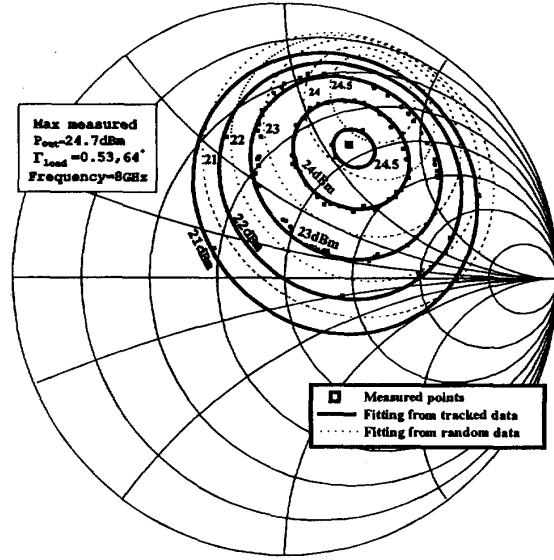 24.5
24
21
22
23
24.5
24dBm
23dBm
22dBm
21dBm
Max measured
Pout=24.7dBm
Γload=0.53,64°
Frequency=8GHz
Measured points
Fitting from tracked data
Fitting from random data